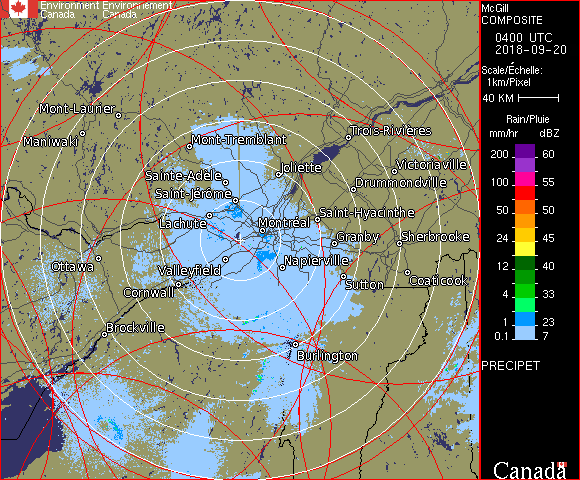 Environment Environnement
Canada Canada
McGill
COMPOSITE
0400 UTC
2018-09-20
Scale/Échelle:
1km/Pixel
40 KM
Rain/Pluie
mm/hr dBZ
200 60
100 55
50 50
24 45
12 40
4 33
1 23
0.1 7
PRECIPET
Canada
Mont-Laurier
Maniwaki
Mont-Tremblant
Trois-Rivières
Victoriaville
Joliette
Sainte-Adele
Drummondville
Saint-Jérôme
Saint-Hyacinthe
Lachute
Montréal
Granby
Sherbrooke
Ottawa
Valleyfield
Napierville
Cornwall
Sutton
Coaticook
Brockville
Burlington